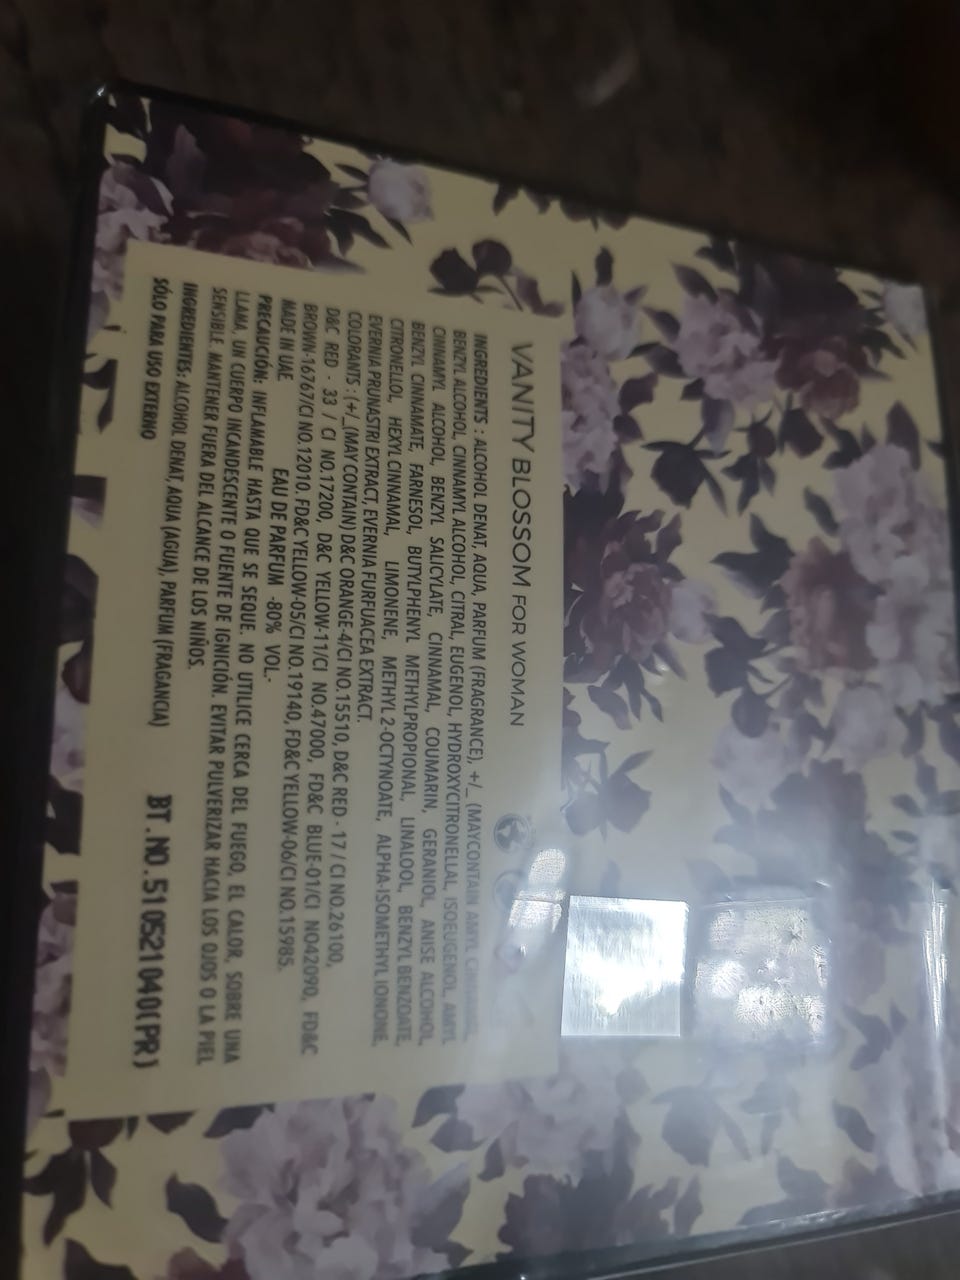 VANITY BLOSSOM FOR WOMAN
INGREDIENTS : ALCOHOL DENAT, AQUA, PARFUM (FRAGRANCE), +/_ (MAYCONTAIN AMYL CINNAMAL,
BENZYL ALCOHOL, CINNAMYL ALCOHOL, CITRAL, EUGENOL, HYDROXYCITRONELLAL, ISOEUGENOL, AMYL
CINNAMYL ALCOHOL, BENZYL SALICYLATE, CINNAMAL, COUMARIN, GERANIOL, ANISE ALCOHOL,
BENZYL CINNAMATE, FARNESOL, BUTYLPHENYL METHYLPROPIONAL, LINALOOL, BENZYL BENZOATE,
CITRONELLOL, HEXYL CINNAMAL, LIMONENE, METHYL 2-OCTYNOATE, ALPHA-ISOMETHYL IONONE,
EVERNIA PRUNASTRI EXTRACT, EVERNIA FURFUACEA EXTRACT.
COLORANTS : (+/_(MAY CONTAIN) D&C ORANGE-4/CI NO.15510, D&C RED - 17 / CI NO.26100,
D&C RED - 33 / CI NO.17200, D&C YELLOW-11/CI NO.47000, FD&C BLUE-01/CI NO42090, FD&C
BROWN-16767/CI NO.12010. FD&C YELLOW-05/CI NO.19140, FD&C YELLOW-06/CI NO.15985.
MADE IN UAE EAU DE PARFUM -80% VOL.-
PRECAUCIÓN: INFLAMABLE HASTA QUE SE SEQUE. NO UTILICE CERCA DEL FUEGO, EL CALOR, SOBRE UNA
LLAMA, UN CUERPO INCANDESCENTE O FUENTE DE IGNICIÓN. EVITAR PULVERIZAR HACIA LOS OJOS O LA PIEL
SENSIBLE. MANTENER FUERA DEL ALCANCE DE LOS NIÑOS.
INGREDIENTES: ALCOHOL DENAT, AQUA (AGUA), PARFUM (FRAGANCIA)
SÓLO PARA USO EXTERNO BT.NO.5105210401(PR)